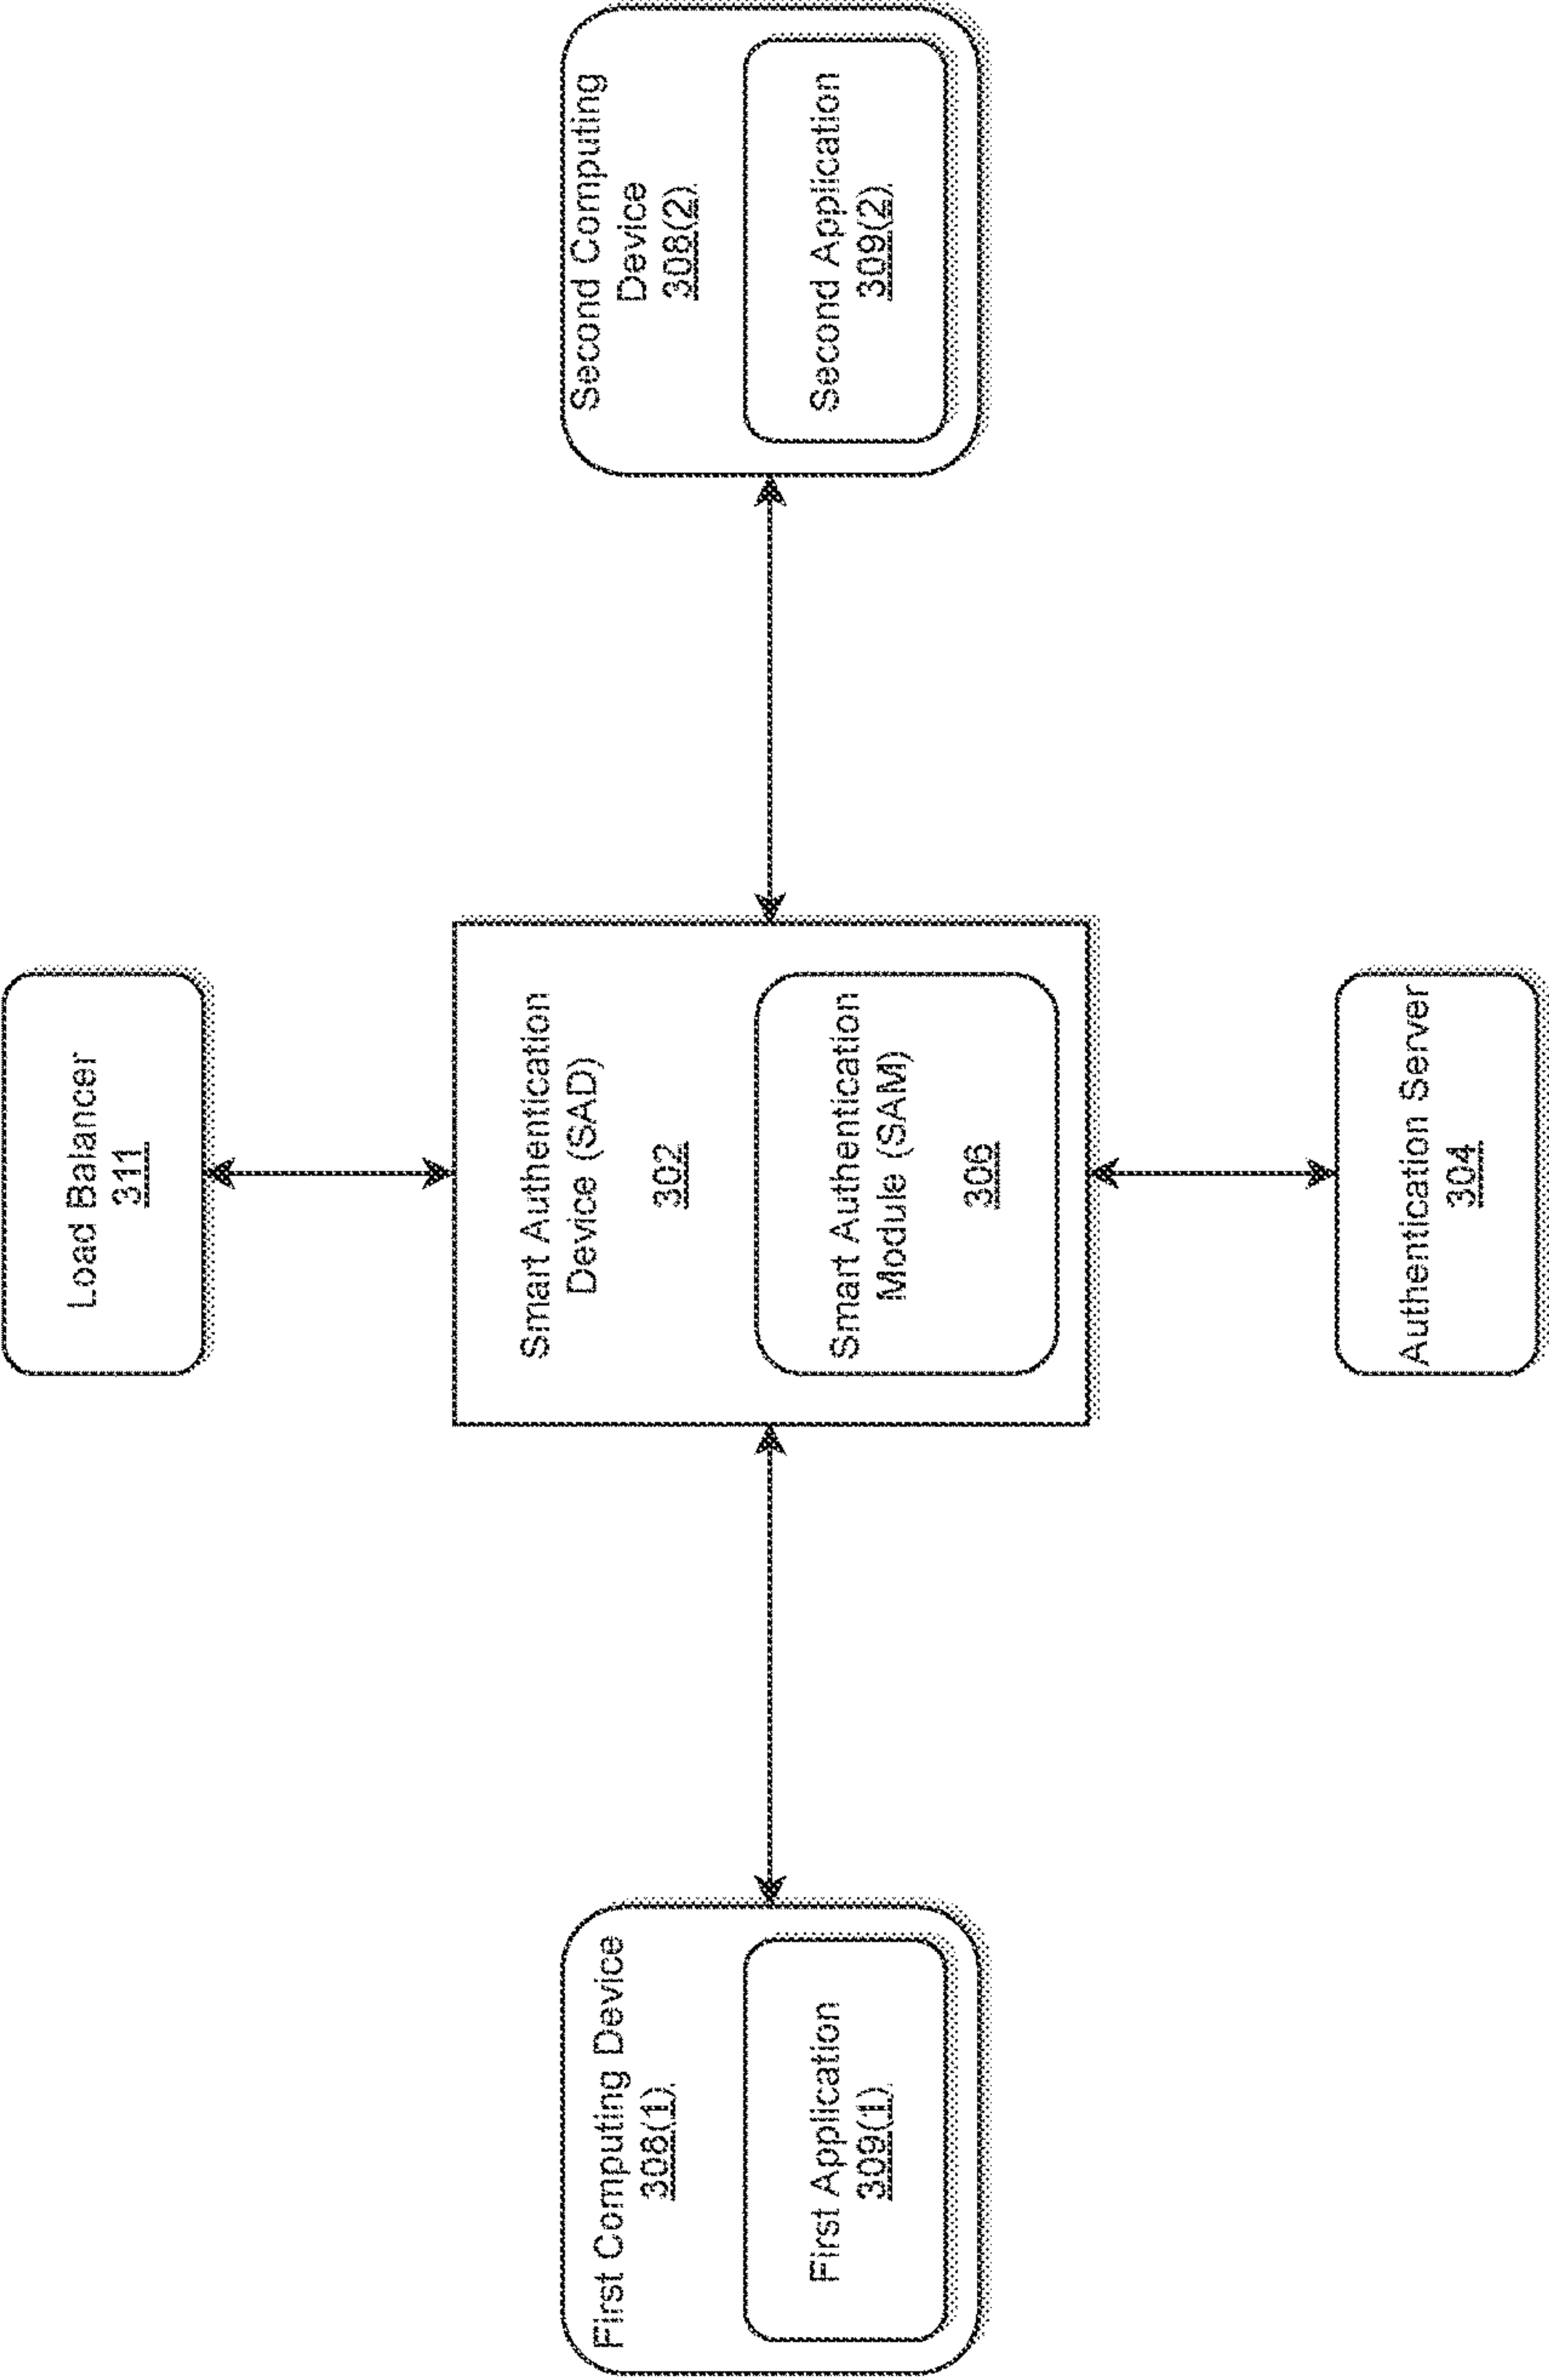 Load Balancer
311
First Computing Device
308(1)
First Application
309(1)
Smart Authentication
Device (SAD)
302
Smart Authentication
Module (SAM)
306
Second Computing
Device
308(2)
Second Application
309(2)
Authentication Server
304